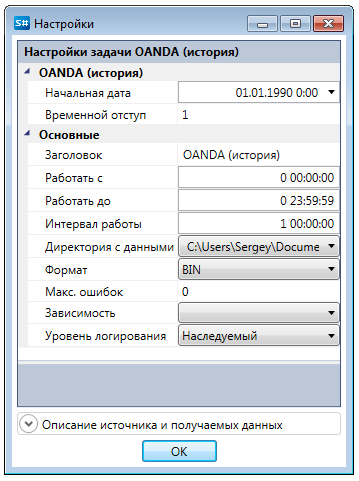 S# Настройки
Настройки задачи OANDA (история)
OANDA (история)
Начальная дата 01.01.1990 0:00
Временной отступ 1
Основные
Заголовок OANDA (история)
Работать с 0 00:00:00
Работать до 0 23:59:59
Интервал работы 1 00:00:00
Директория с данными C:\Users\Sergey\Docume
Формат BIN
Макс. ошибок 0
Зависимость
Уровень логирования Наследуемый
Описание источника и получаемых данных
OK